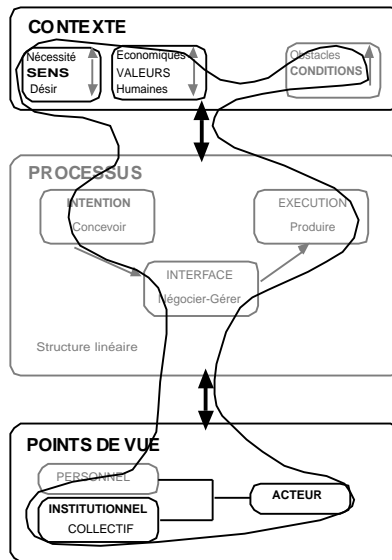 CONTEXTE
Nécessité
SENS
Désir
Economiques
VALEURS
Humaines
Obstacles
CONDITIONS
PROCESSUS
INTENTION
Concevoir
EXECUTION
Produire
INTERFACE
Négocier-Gérer
Structure linéaire
POINTS DE VUE
PERSONNEL
INSTITUTIONNEL
COLLECTIF
ACTEUR